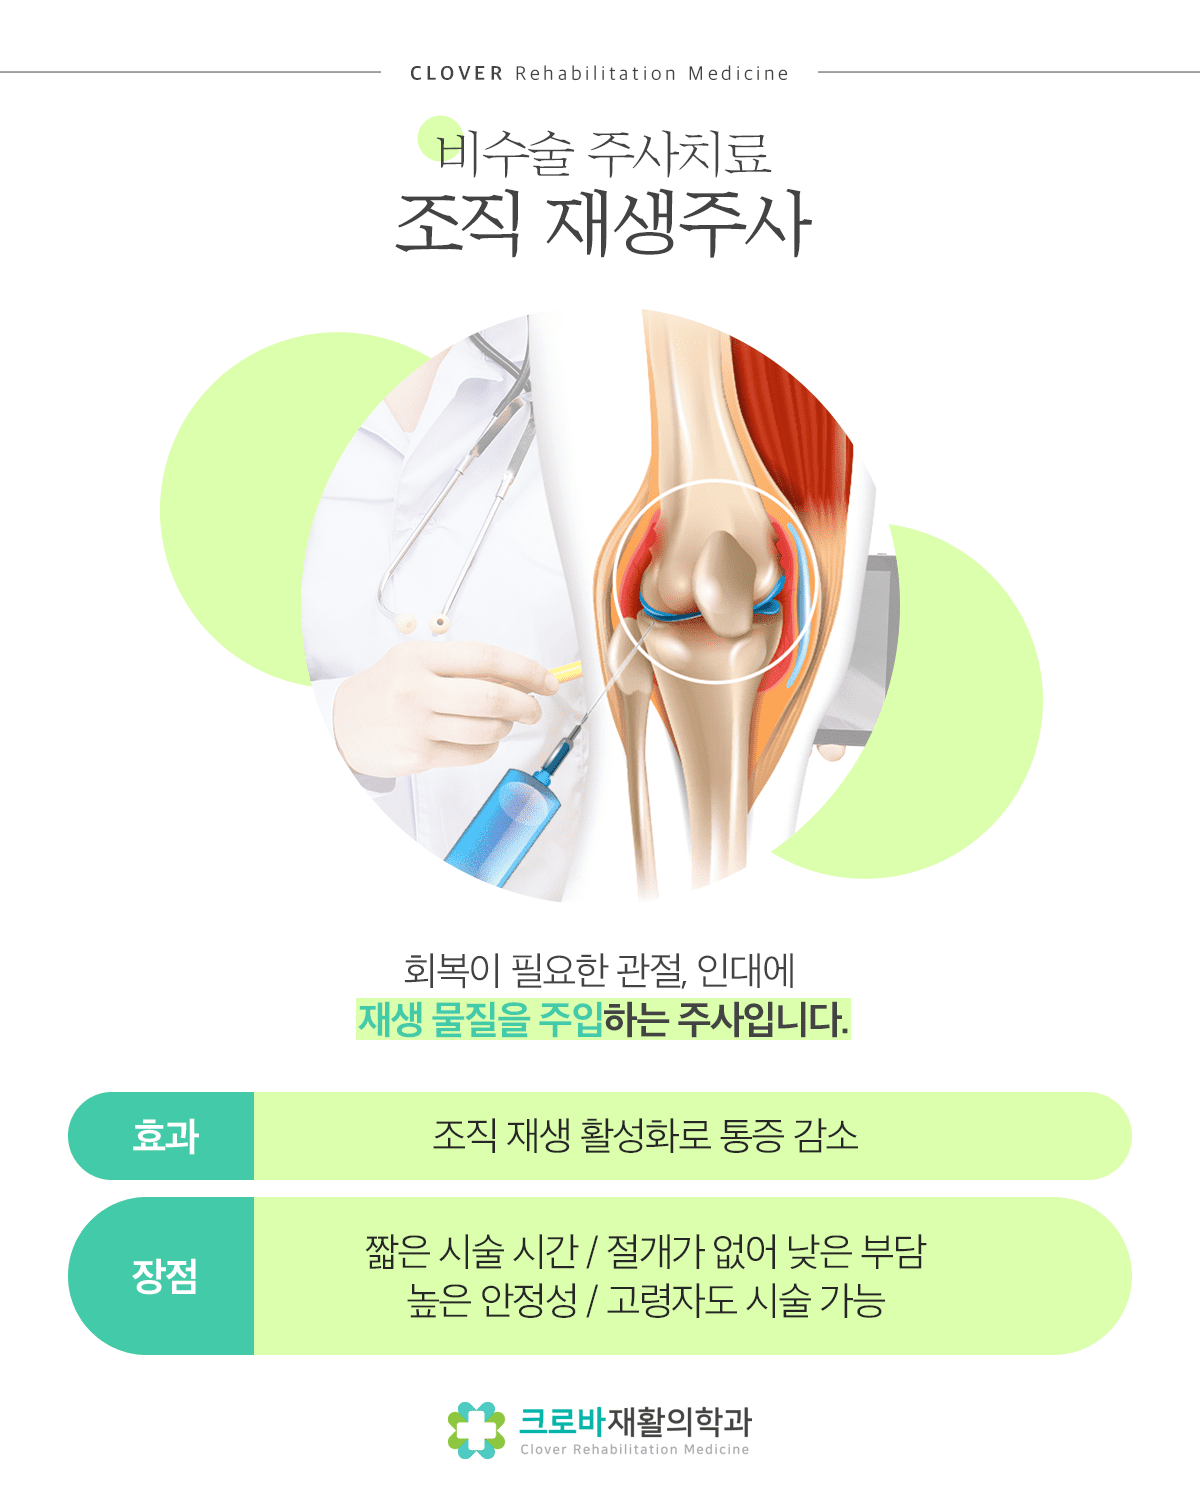 CLOVER Rehabilitation Medicine
비수술 주사치료
조직 재생주사
회복이 필요한 관절, 인대에
재생 물질을 주입하는 주사입니다.
효과
조직 재생 활성화로 통증 감소
장점
짧은 시술 시간 / 절개가 없어 낮은 부담
높은 안정성 / 고령자도 시술 가능
크로바재활의학과
Clover Rehabilitation Medicine